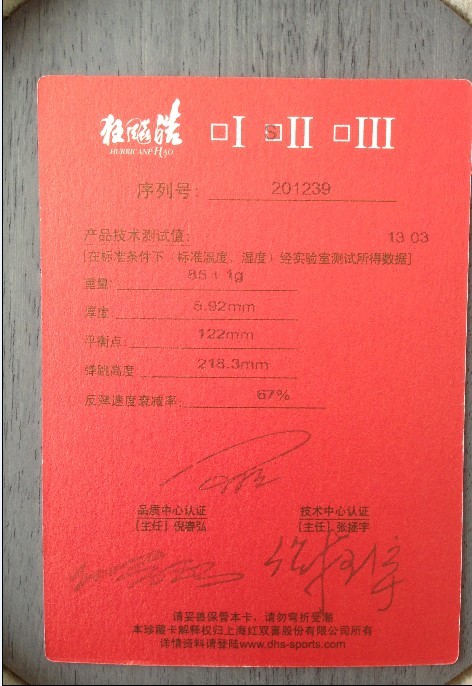 狂飚皓 □I SII □III
HURRICANE HAO
序列号: 201239
产品技术测试值: 13 03
[在标准条件下(标准温度、湿度)经实验室测试所得数据]
重量: 85±1g
厚度: 5.92mm
平衡点: 122mm
弹跳高度: 218.3mm
反弹速度衰减率: 67%
品质中心认证 技术中心认证
(主任) 倪春弘 (主任) 张扬宇
请妥善保管本卡，请勿弯折受潮
本珍藏卡解释权归上海红双喜股份有限公司所有
详情资料请登陆www.dhs-sports.com